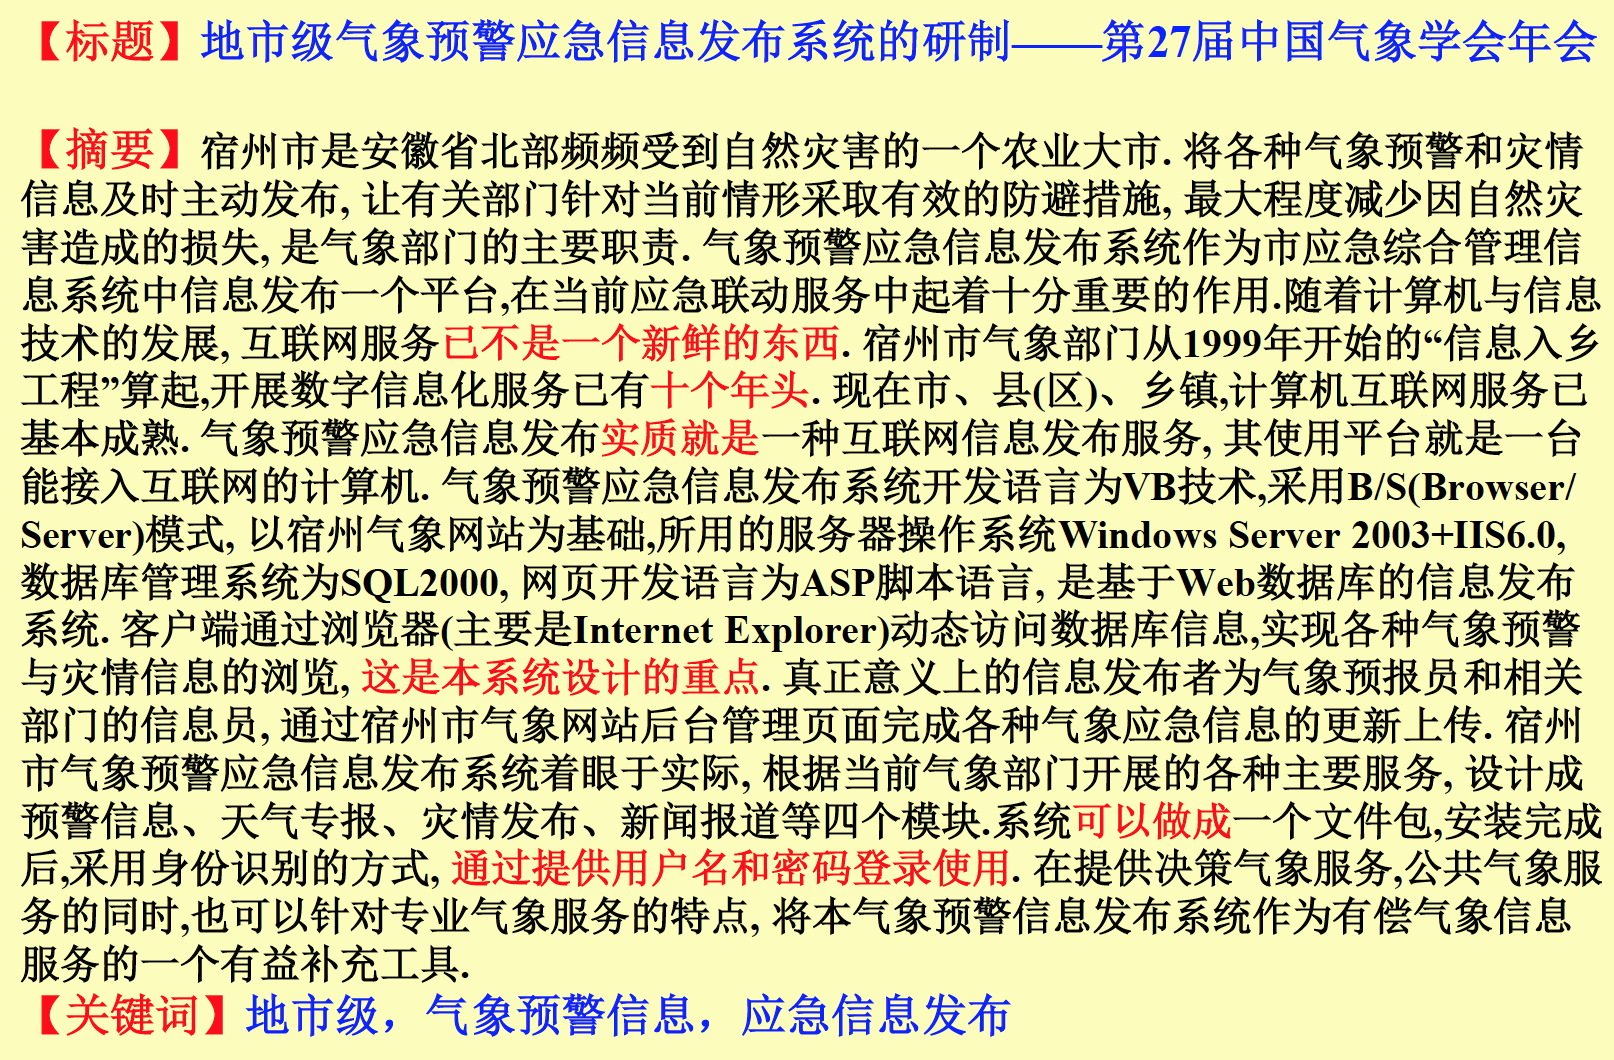 【标题】地市级气象预警应急信息发布系统的研制——第27届中国气象学会年会
【摘要】宿州市是安徽省北部频频受到自然灾害的一个农业大市. 将各种气象预警和灾情
信息及时主动发布, 让有关部门针对当前情形采取有效的防避措施, 最大程度减少因自然灾
害造成的损失, 是气象部门的主要职责. 气象预警应急信息发布系统作为市应急综合管理信
息系统中信息发布一个平台,在当前应急联动服务中起着十分重要的作用.随着计算机与信息
技术的发展, 互联网服务已不是一个新鲜的东西. 宿州市气象部门从1999年开始的“信息入乡
工程”算起,开展数字信息化服务已有十个年头. 现在市、县(区)、乡镇,计算机互联网服务已
基本成熟. 气象预警应急信息发布实质就是一种互联网信息发布服务, 其使用平台就是一台
能接入互联网的计算机. 气象预警应急信息发布系统开发语言为VB技术,采用B/S(Browser/
Server)模式, 以宿州气象网站为基础,所用的服务器操作系统Windows Server 2003+IIS6.0,
数据库管理系统为SQL2000, 网页开发语言为ASP脚本语言, 是基于Web数据库的信息发布
系统. 客户端通过浏览器(主要是Internet Explorer)动态访问数据库信息,实现各种气象预警
与灾情信息的浏览, 这是本系统设计的重点. 真正意义上的信息发布者为气象预报员和相关
部门的信息员, 通过宿州市气象网站后台管理页面完成各种气象应急信息的更新上传. 宿州
市气象预警应急信息发布系统着眼于实际, 根据当前气象部门开展的各种主要服务, 设计成
预警信息、天气专报、灾情发布、新闻报道等四个模块.系统可以做成一个文件包,安装完成
后,采用身份识别的方式, 通过提供用户名和密码登录使用. 在提供决策气象服务,公共气象服
务的同时,也可以针对专业气象服务的特点, 将本气象预警信息发布系统作为有偿气象信息
服务的一个有益补充工具.
【关键词】地市级，气象预警信息，应急信息发布